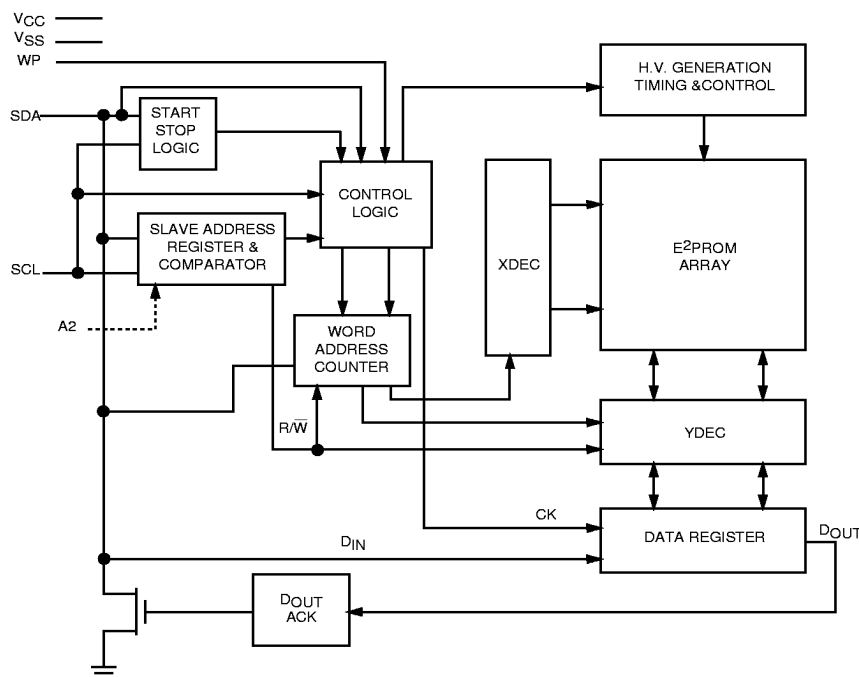 VCC
VSS
WP
SDA
START
STOP
LOGIC
H.V. GENERATION
TIMING &CONTROL
CONTROL
LOGIC
SLAVE ADDRESS
REGISTER &
COMPARATOR
SCL
XDEC
E2PROM
ARRAY
A2
WORD
ADDRESS
COUNTER
R/W̅
YDEC
CK
DIN
DATA REGISTER
DOUT
DOUT
ACK